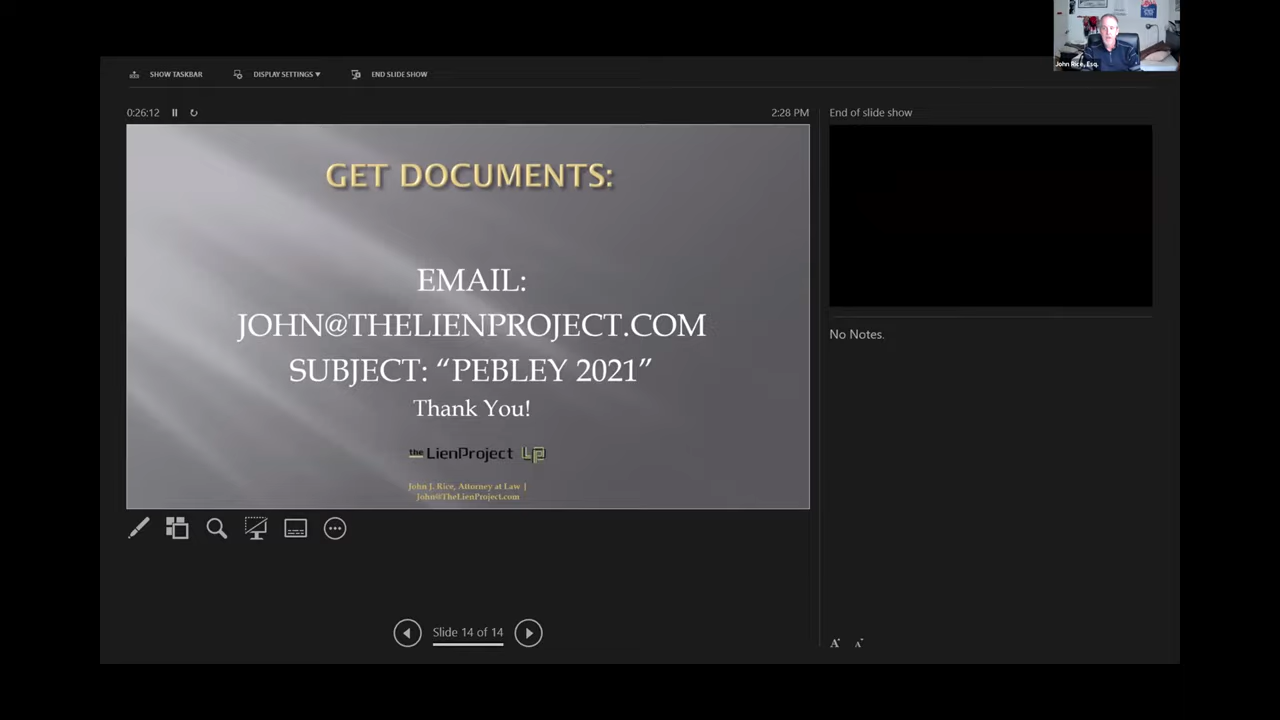 John Rice, Esq.
SHOW TASKBAR
DISPLAY SETTINGS ▾
END SLIDE SHOW
0:26:12
2:28 PM
End of slide show
GET DOCUMENTS:
EMAIL:
JOHN@THELIENPROJECT.COM
SUBJECT: “PEBLEY 2021”
Thank You!
the LienProject LP
John J. Rice, Attorney at Law |
John@TheLienProject.com
No Notes.
Slide 14 of 14
A A